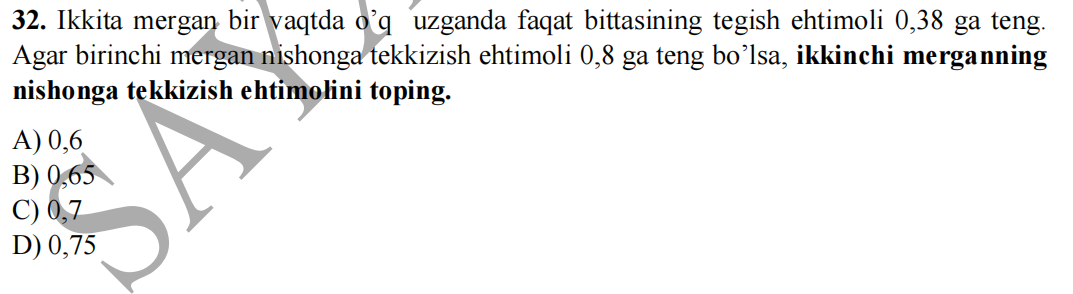 32. Ikkita mergan bir vaqtda o’q uzganda faqat bittasining tegish ehtimoli 0,38 ga teng.
Agar birinchi mergan nishonga tekkizish ehtimoli 0,8 ga teng bo’lsa, ikkinchi merganning
nishonga tekkizish ehtimolini toping.
A) 0,6
B) 0,65
C) 0,7
D) 0,75
SAY